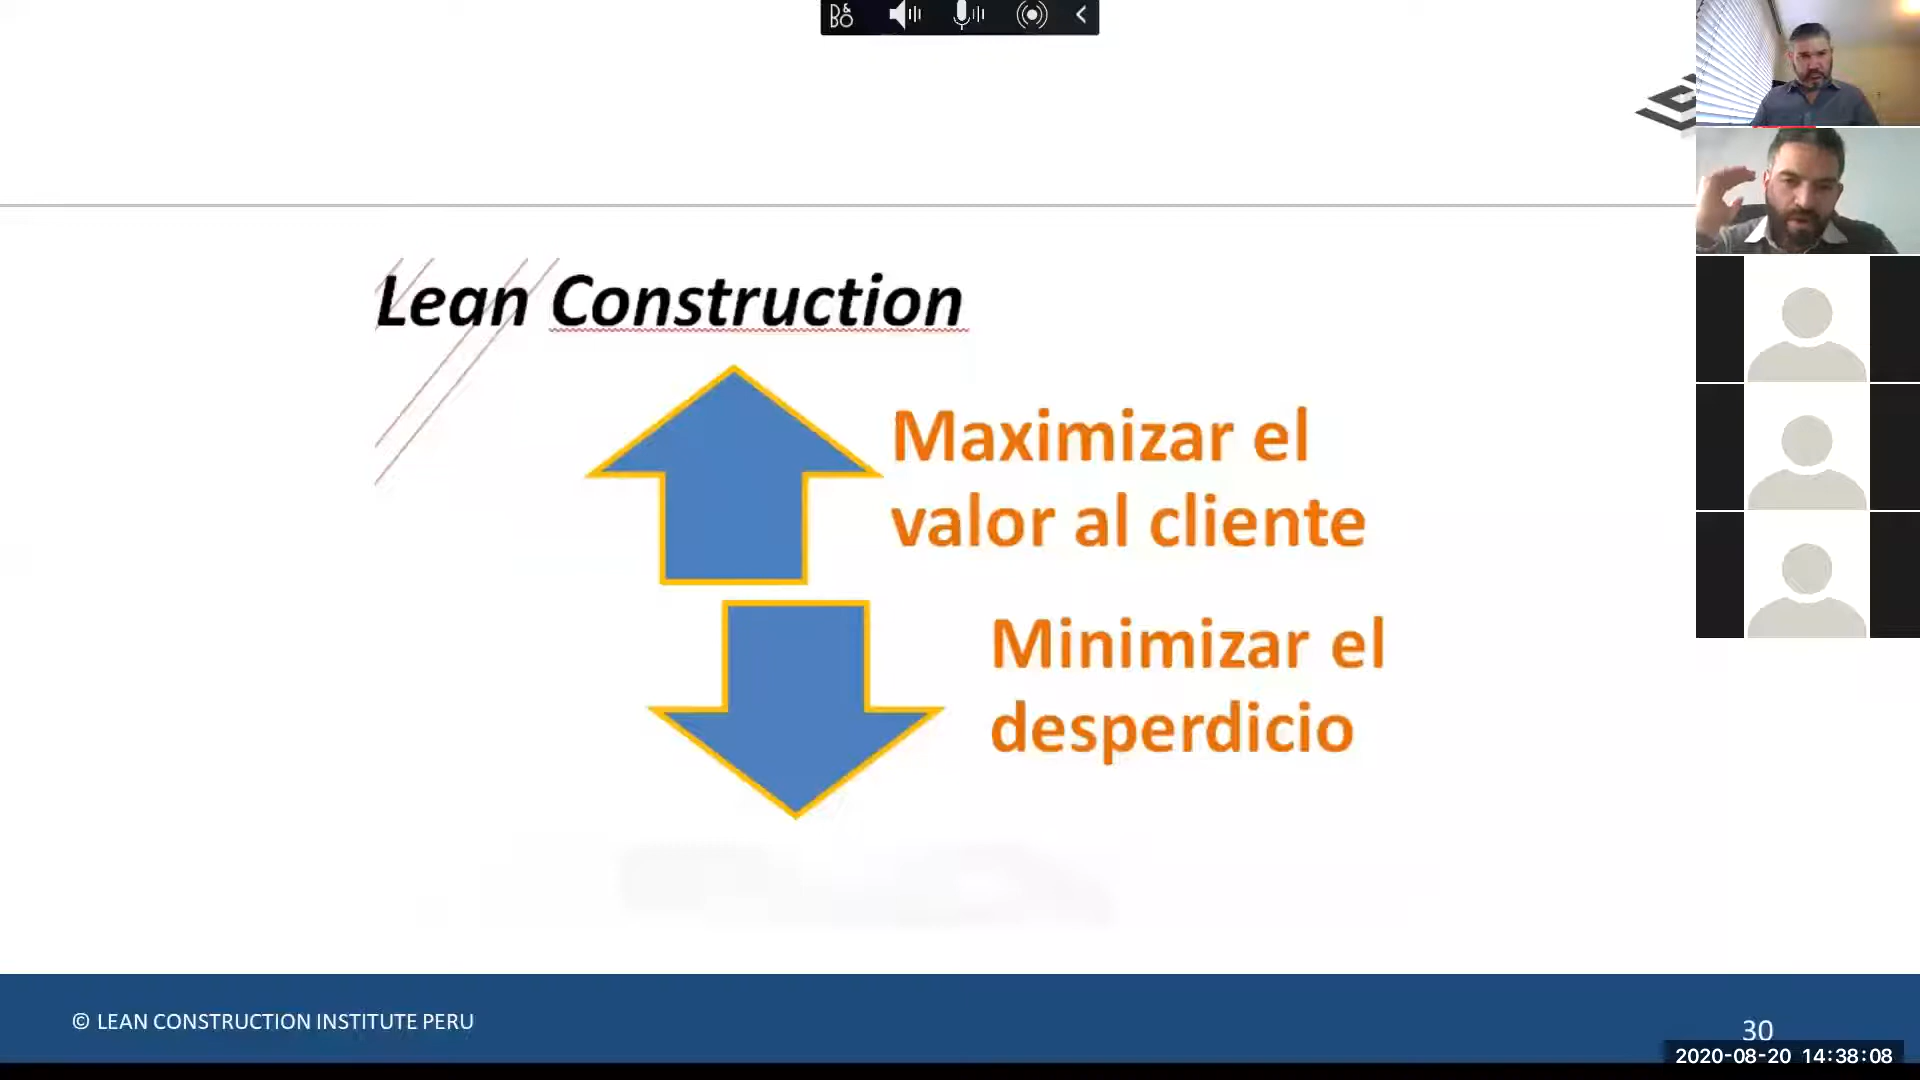 B&O
Lean Construction
Maximizar el
valor al cliente
Minimizar el
desperdicio
© LEAN CONSTRUCTION INSTITUTE PERU
30
2020-08-20 14:38:08